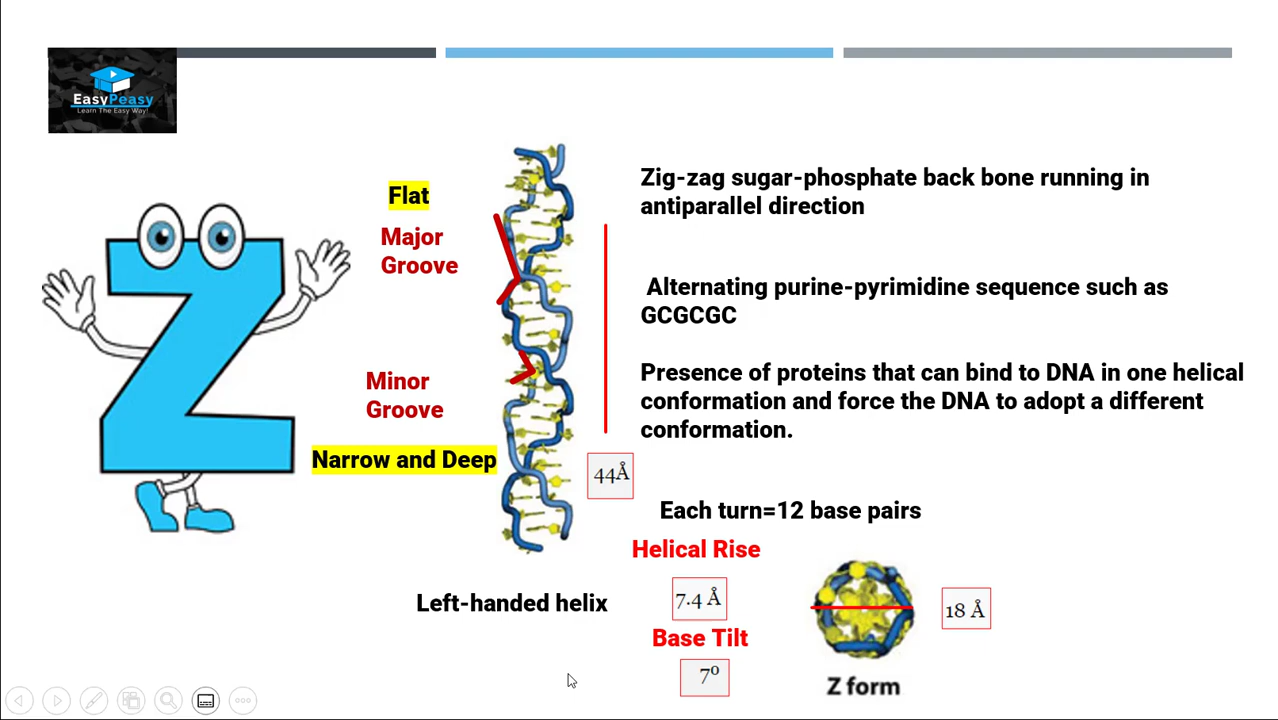 EasyPeasy
Learn The Easy Way!
Flat
Major
Groove
Minor
Groove
Narrow and Deep
Zig-zag sugar-phosphate back bone running in
antiparallel direction
Alternating purine-pyrimidine sequence such as
GCGCGC
Presence of proteins that can bind to DNA in one helical
conformation and force the DNA to adopt a different
conformation.
44Å
Each turn=12 base pairs
Helical Rise
7.4 Å
Left-handed helix
Base Tilt
7⁰
18 Å
Z form